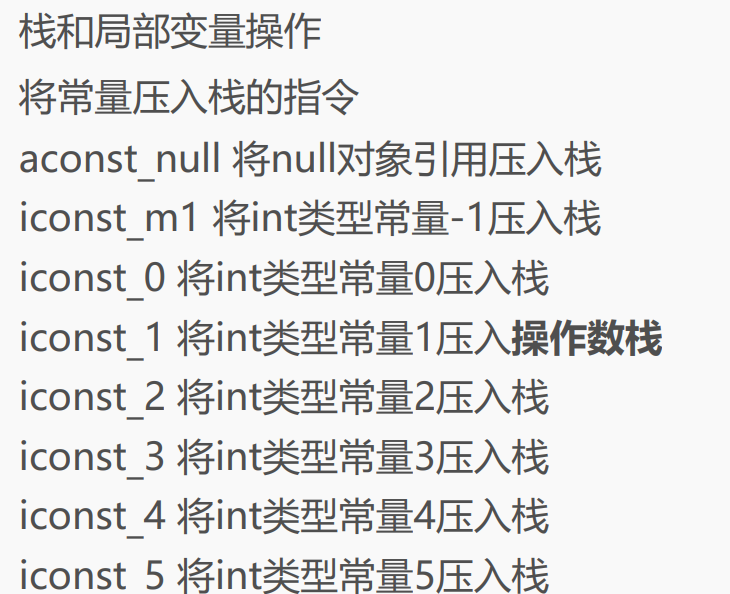 栈和局部变量操作
将常量压入栈的指令
aconst_null 将null对象引用压入栈
iconst_m1 将int类型常量-1压入栈
iconst_0 将int类型常量0压入栈
iconst_1 将int类型常量1压入操作数栈
iconst_2 将int类型常量2压入栈
iconst_3 将int类型常量3压入栈
iconst_4 将int类型常量4压入栈
iconst_5 将int类型常量5压入栈